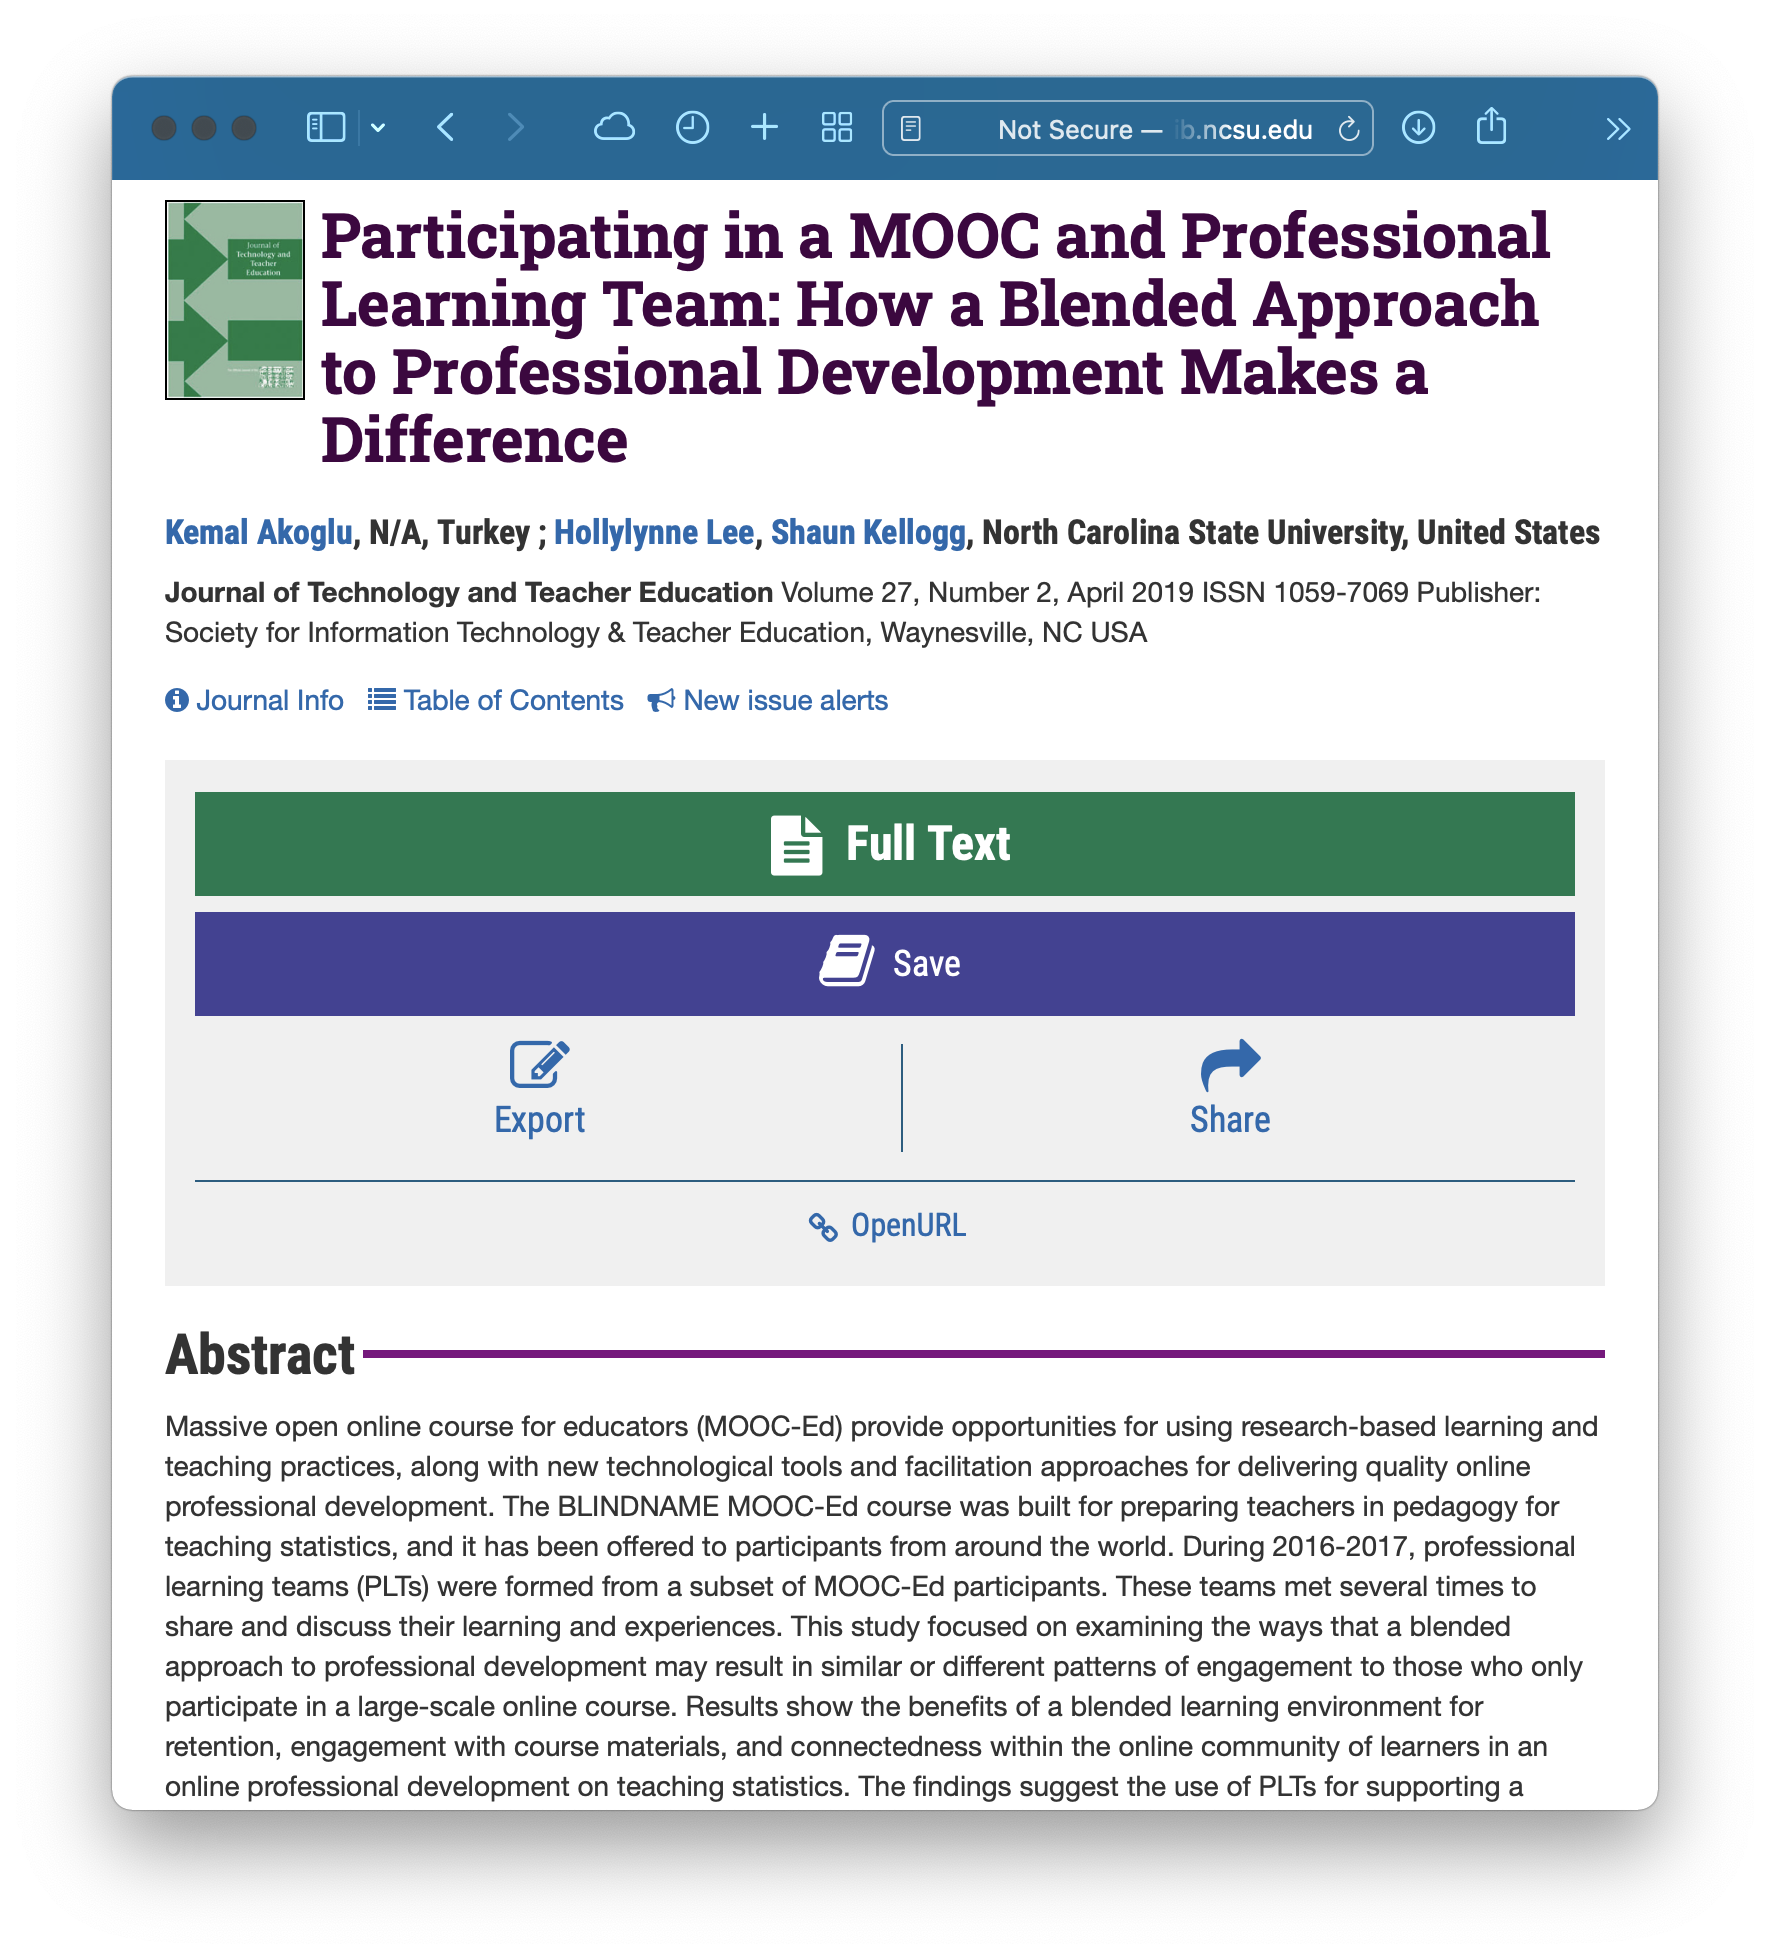 Not Secure — b.ncsu.edu
Journal of
Technology and
Teacher
Education
Participating in a MOOC and Professional
Learning Team: How a Blended Approach
to Professional Development Makes a
Difference
Kemal Akoglu, N/A, Turkey ; Hollylynne Lee, Shaun Kellogg, North Carolina State University, United States
Journal of Technology and Teacher Education Volume 27, Number 2, April 2019 ISSN 1059-7069 Publisher:
Society for Information Technology & Teacher Education, Waynesville, NC USA
Journal Info Table of Contents New issue alerts
Full Text
Save
Export Share
OpenURL
Abstract
Massive open online course for educators (MOOC-Ed) provide opportunities for using research-based learning and
teaching practices, along with new technological tools and facilitation approaches for delivering quality online
professional development. The BLINDNAME MOOC-Ed course was built for preparing teachers in pedagogy for
teaching statistics, and it has been offered to participants from around the world. During 2016-2017, professional
learning teams (PLTs) were formed from a subset of MOOC-Ed participants. These teams met several times to
share and discuss their learning and experiences. This study focused on examining the ways that a blended
approach to professional development may result in similar or different patterns of engagement to those who only
participate in a large-scale online course. Results show the benefits of a blended learning environment for
retention, engagement with course materials, and connectedness within the online community of learners in an
online professional development on teaching statistics. The findings suggest the use of PLTs for supporting a